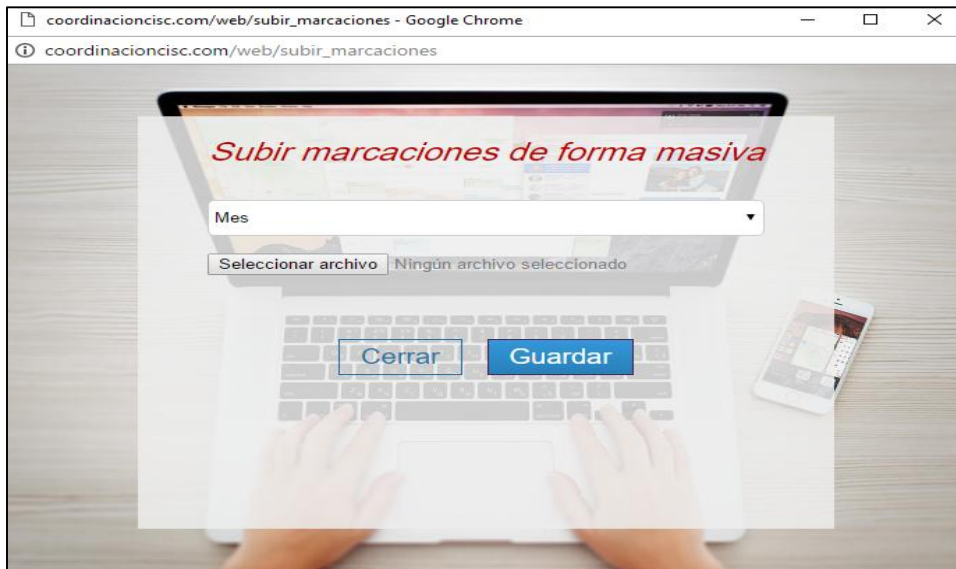 coordinacioncisc.com/web/subir_marcaciones - Google Chrome
coordinacioncisc.com/web/subir_marcaciones
Subir marcaciones de forma masiva
Mes
Seleccionar archivo Ningún archivo seleccionado
Cerrar Guardar